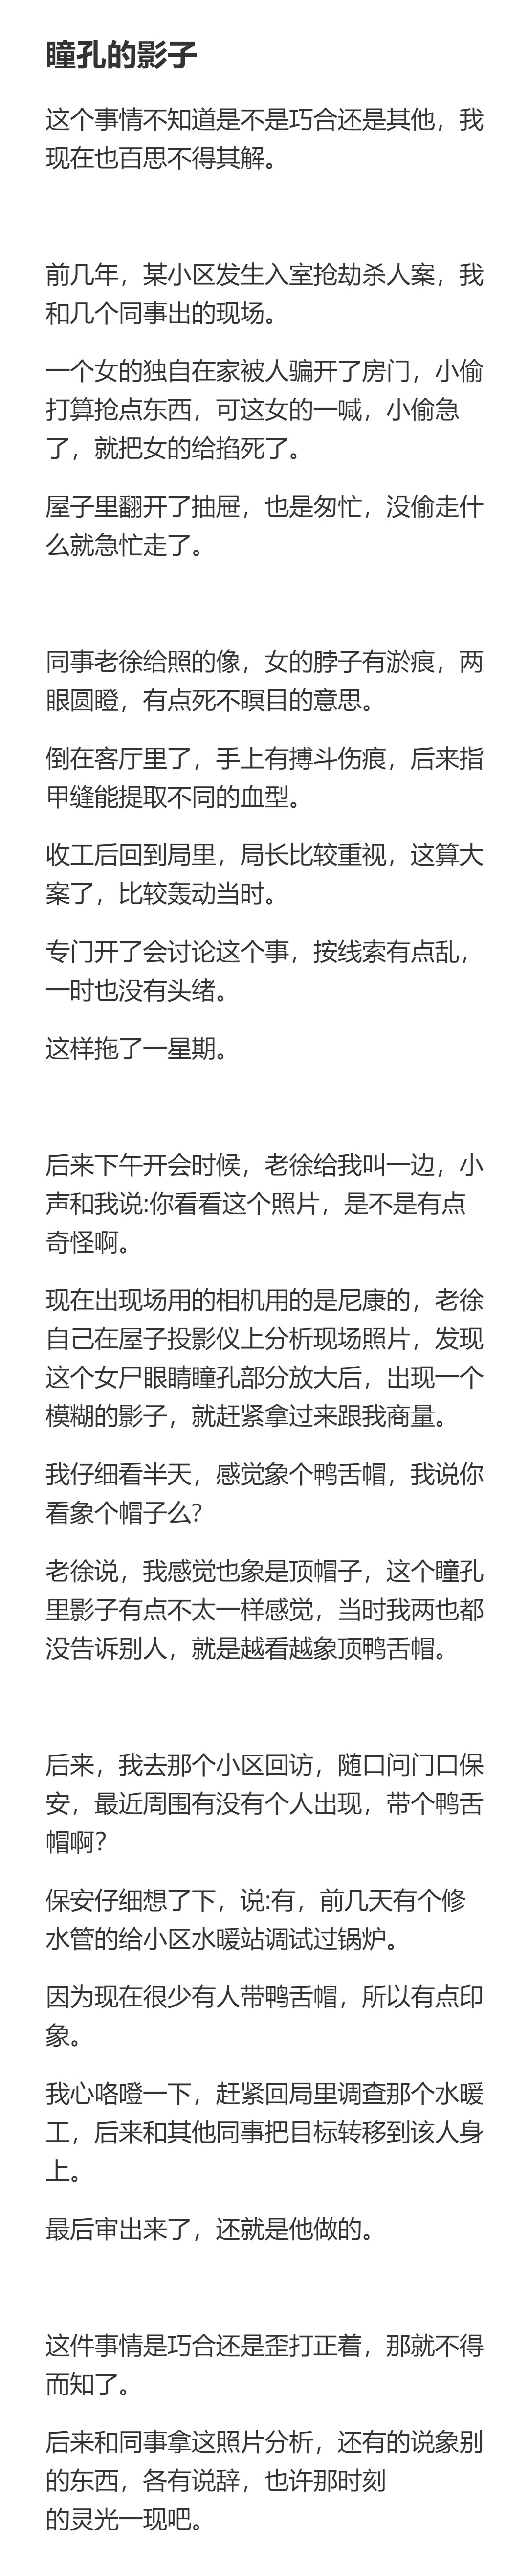 瞳孔的影子
这个事情不知道是不是巧合还是其他，我
现在也百思不得其解。
前几年，某小区发生入室抢劫杀人案，我
和几个同事出的现场。
一个女的独自在家被人骗开了房门，小偷
打算抢点东西，可这女的一喊，小偷急
了，就把女的给掐死了。
屋子里翻开了抽屉，也是匆忙，没偷走什
么就急忙走了。
同事老徐给照的像，女的脖子有淤痕，两
眼圆瞪，有点死不瞑目的意思。
倒在客厅里了，手上有搏斗伤痕，后来指
甲缝能提取不同的血型。
收工后回到局里，局长比较重视，这算大
案了，比较轰动当时。
专门开了会讨论这个事，按线索有点乱，
一时也没有头绪。
这样拖了一星期。
后来下午开会时候，老徐给我叫一边，小
声和我说:你看看这个照片，是不是有点
奇怪啊。
现在出现场用的相机用的是尼康的，老徐
自己在屋子投影仪上分析现场照片，发现
这个女尸眼睛瞳孔部分放大后，出现一个
模糊的影子，就赶紧拿过来跟我商量。
我仔细看半天，感觉象个鸭舌帽，我说你
看象个帽子么?
老徐说，我感觉也象是顶帽子，这个瞳孔
里影子有点不太一样感觉，当时我两也都
没告诉别人，就是越看越象顶鸭舌帽。
后来，我去那个小区回访，随口问门口保
安，最近周围有没有个人出现，带个鸭舌
帽啊?
保安仔细想了下，说:有，前几天有个修
水管的给小区水暖站调试过锅炉。
因为现在很少有人带鸭舌帽，所以有点印
象。
我心咯噔一下，赶紧回局里调查那个水暖
工，后来和其他同事把目标转移到该人身
上。
最后审出来了，还就是他做的。
这件事情是巧合还是歪打正着，那就不得
而知了。
后来和同事拿这照片分析，还有的说象别
的东西，各有说辞，也许那时刻
的灵光一现吧。